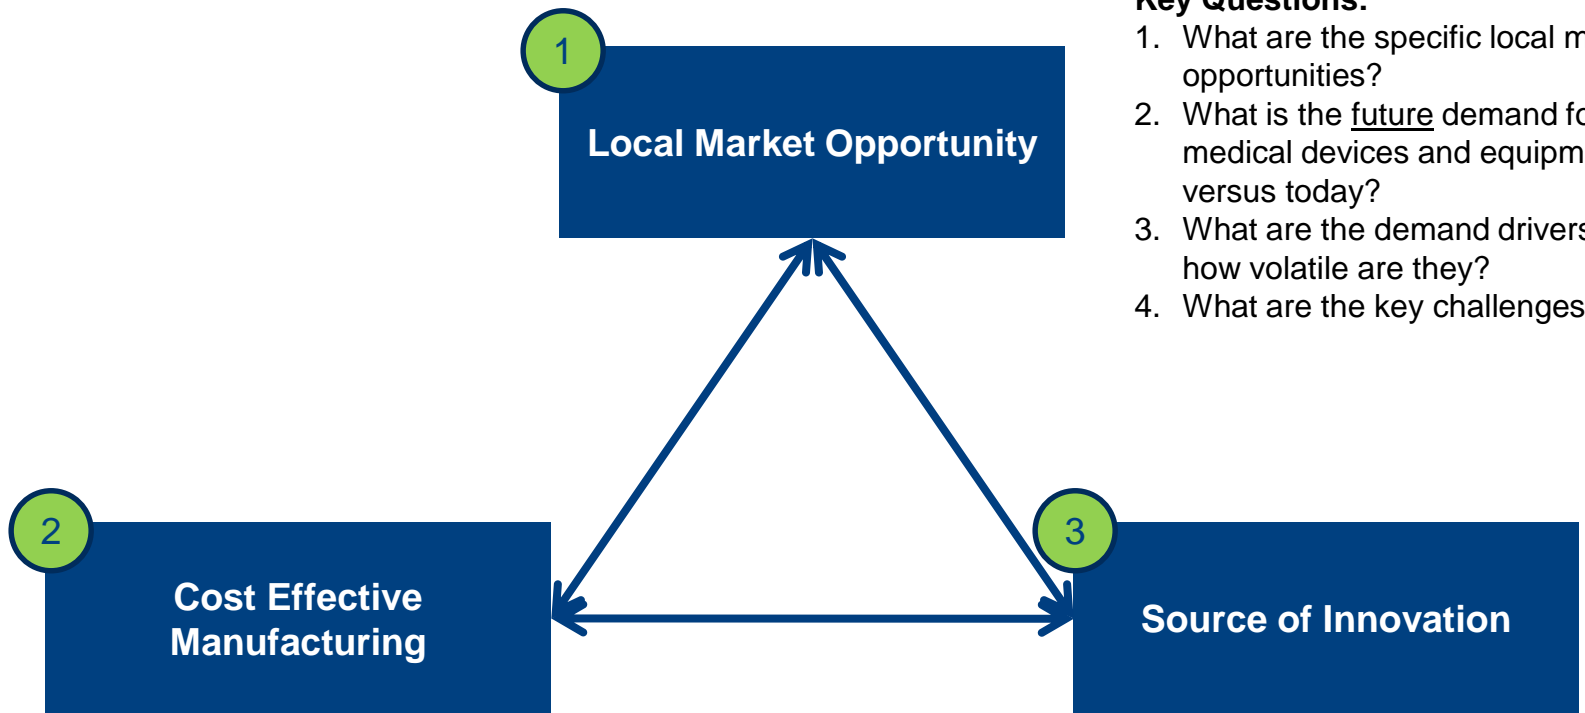 Key Questions:
1. What are the specific local
opportunities?
2. What is the future demand
medical devices and
versus today?
3. What are the demand drivers
how volatile are they?
4. What are the key challenges
1
Local Market Opportunity
2
Cost Effective
Manufacturing
3
Source of Innovation